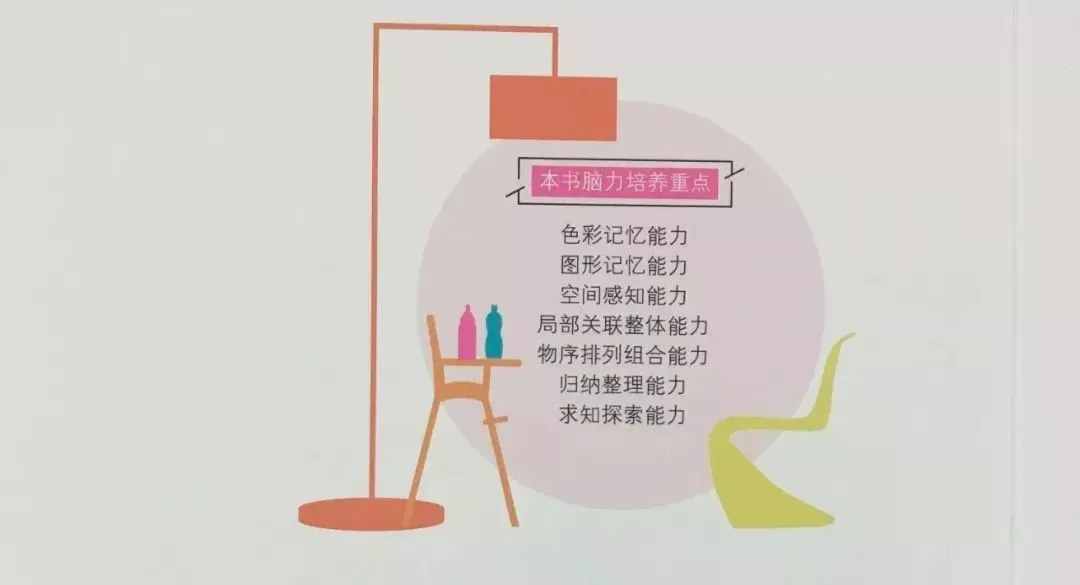 本书脑力培养重点
色彩记忆能力
图形记忆能力
空间感知能力
局部关联整体能力
物序排列组合能力
归纳整理能力
求知探索能力